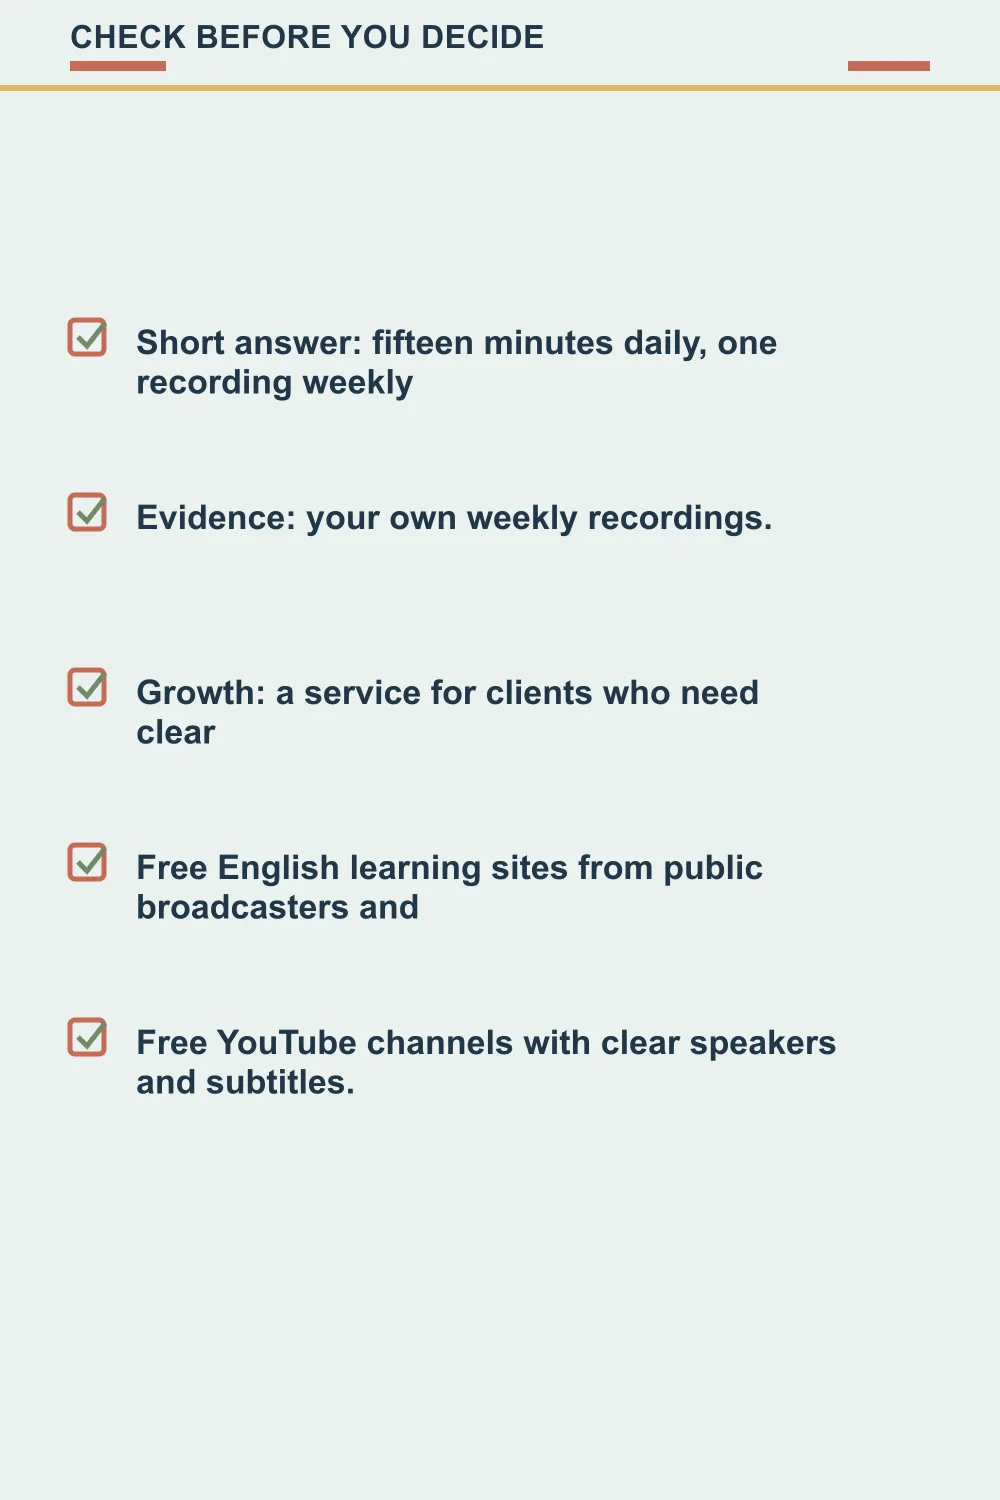 CHECK BEFORE YOU DECIDE
Short answer: fifteen minutes daily, one
recording weekly
Evidence: your own weekly recordings.
Growth: a service for clients who need
clear
Free English learning sites from public
broadcasters and
Free YouTube channels with clear speakers
and subtitles.